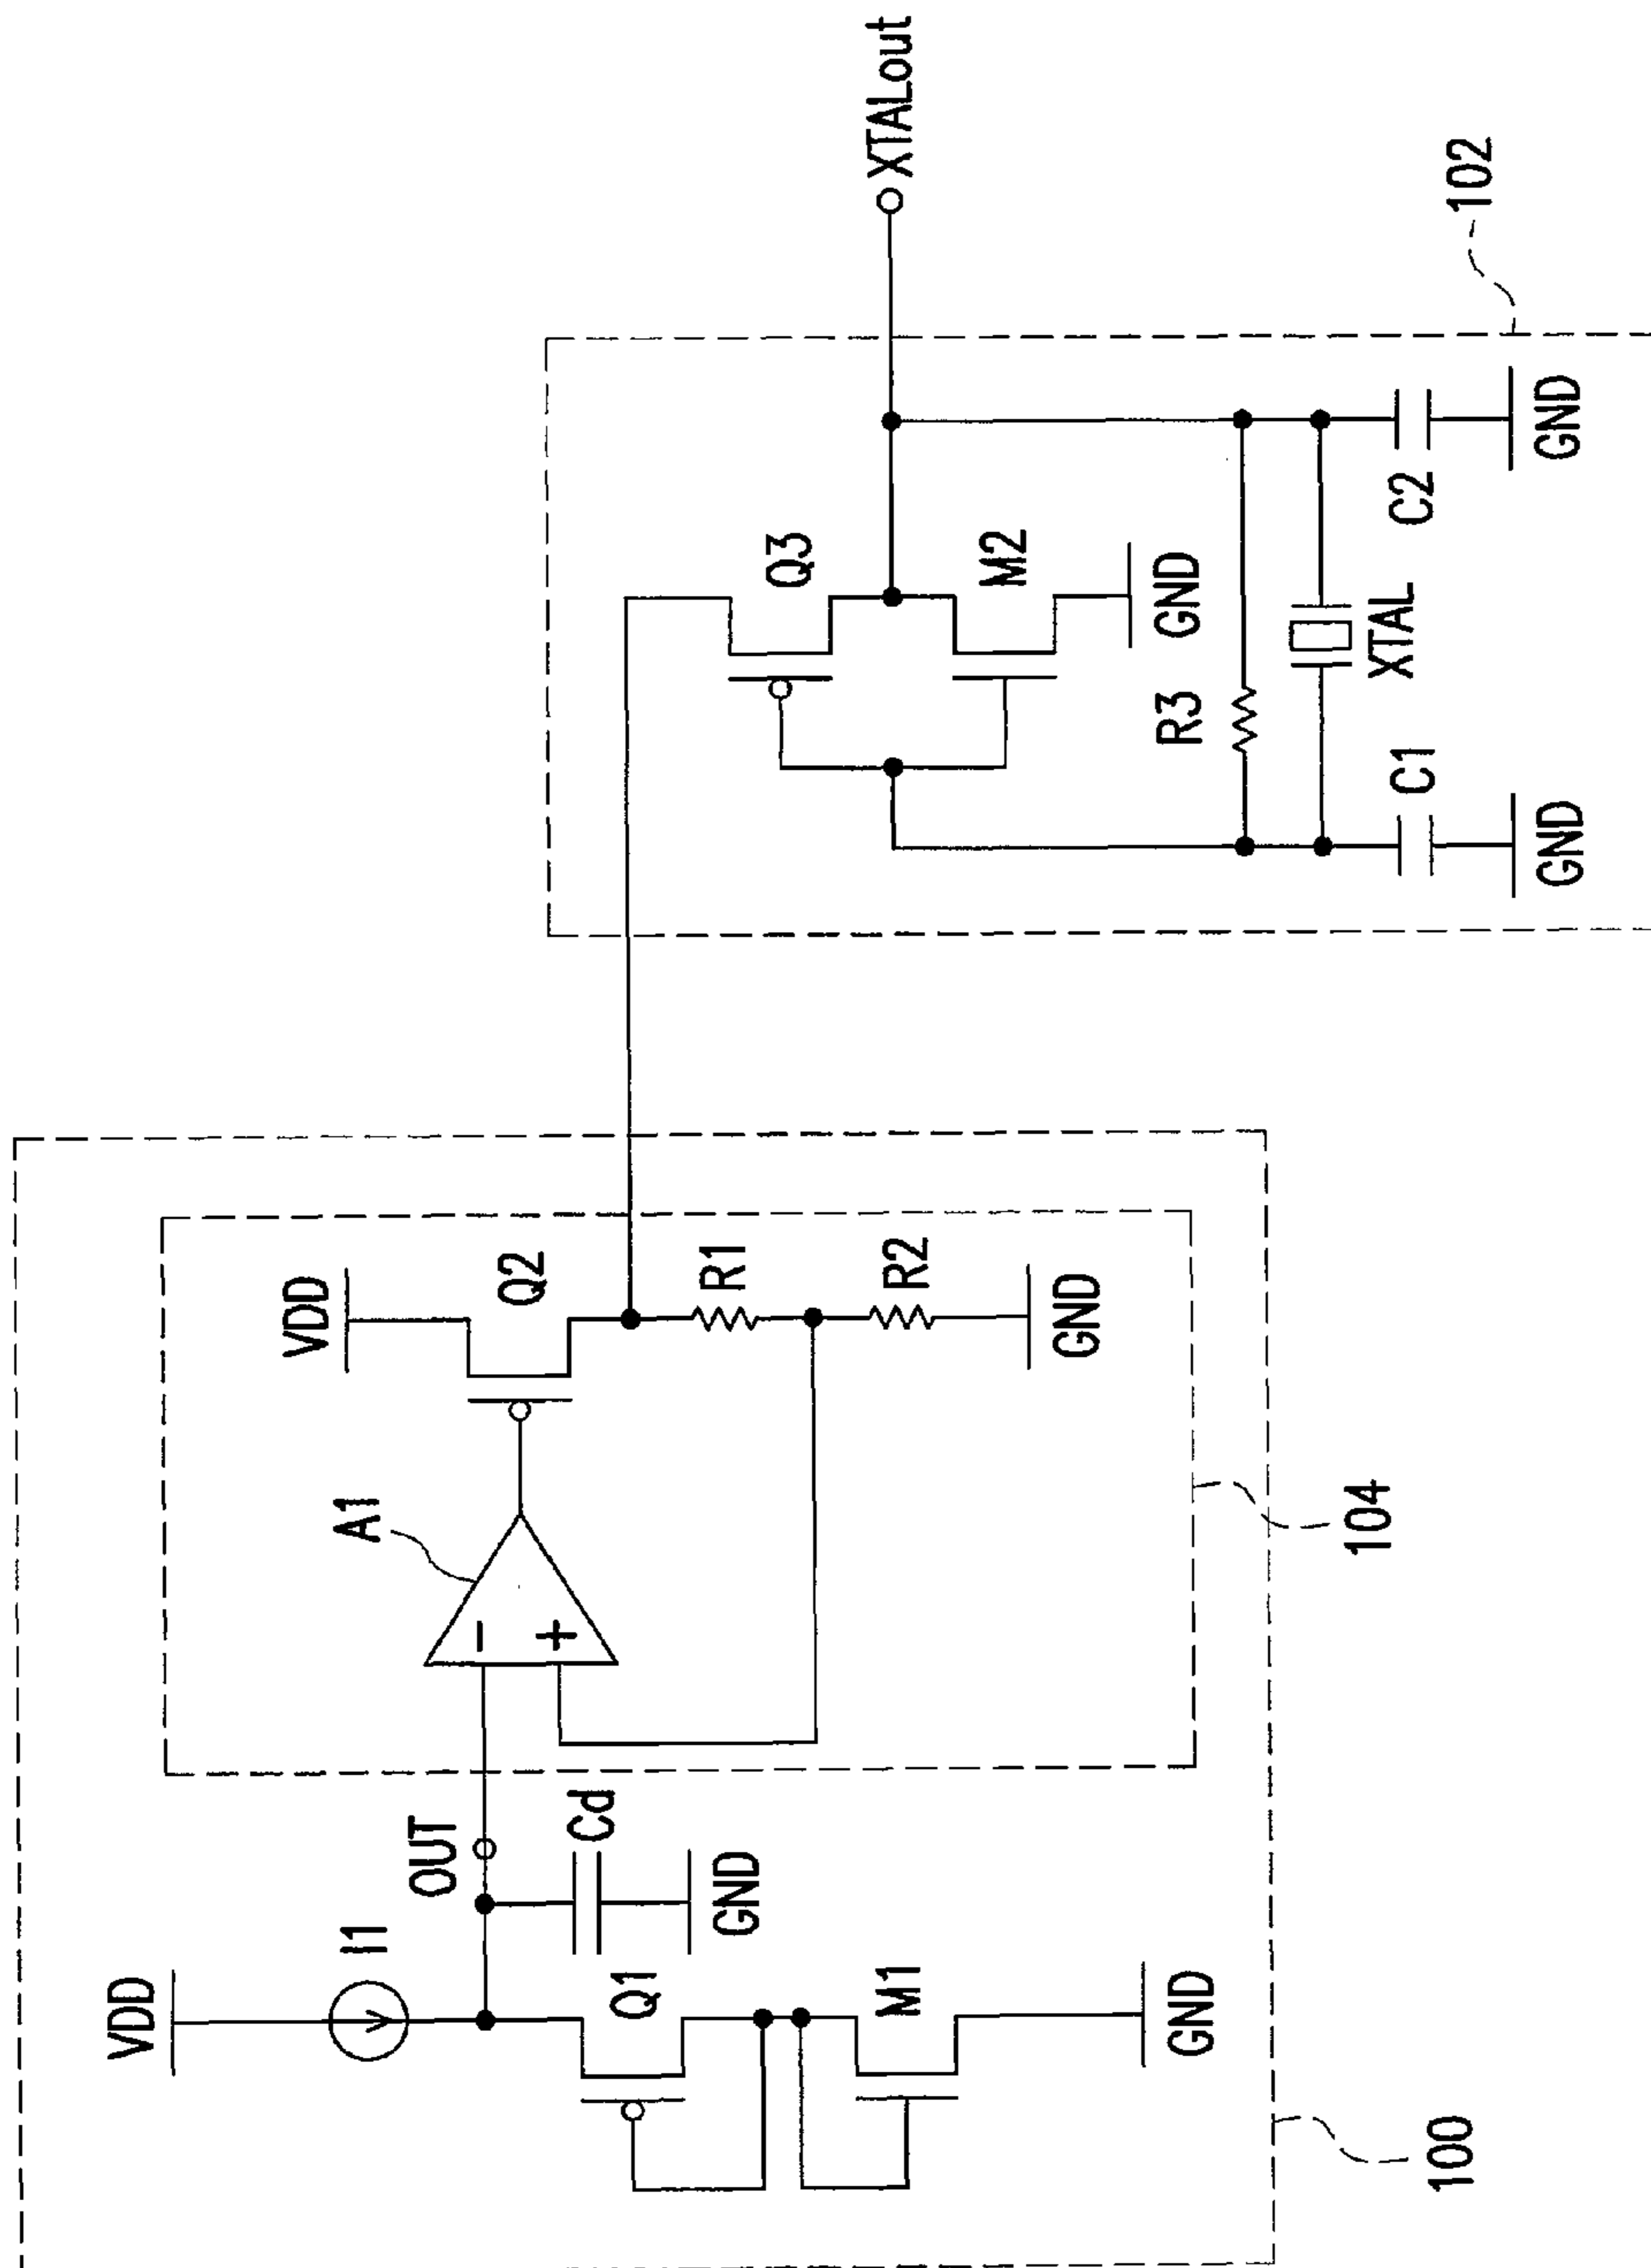 VDD
I1
OUT
Cd
GND
Q1
M1
GND
100
A1
−
+
VDD
Q2
R1
R2
GND
104
Q3
M2
GND
R3
XTAL
C1
GND
C2
GND
XTALout
102